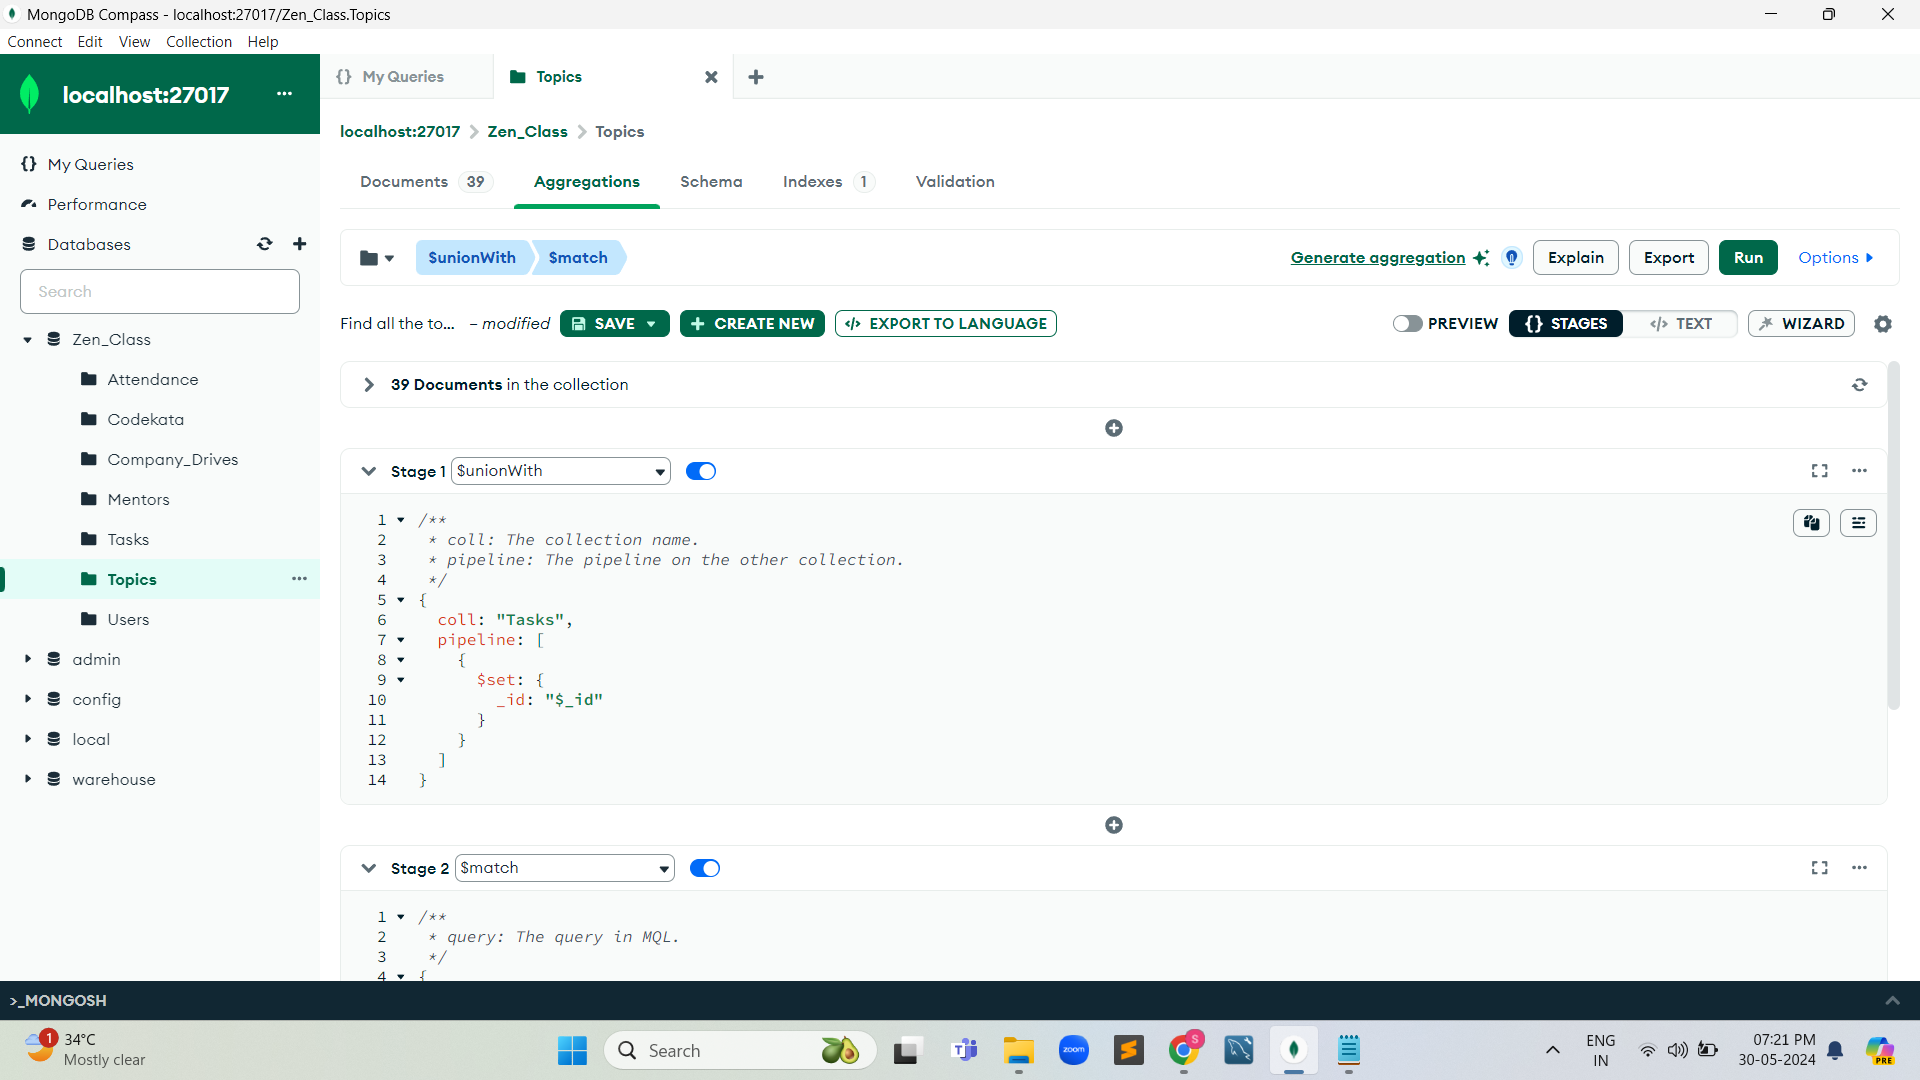 MongoDB Compass - localhost:27017/Zen_Class.Topics
Connect Edit View Collection Help
localhost:27017 ...
{} My Queries
Topics
localhost:27017 > Zen_Class > Topics
Documents 39 Aggregations Schema Indexes 1 Validation
{} My Queries
Performance
Databases
Search
Zen_Class
Attendance
Codekata
Company_Drives
Mentors
Tasks
Topics ...
Users
admin
config
local
warehouse
$unionWith $match
Generate aggregation Explain Export Run Options
Find all the to... – modified SAVE + CREATE NEW </> EXPORT TO LANGUAGE PREVIEW {} STAGES </> TEXT WIZARD
39 Documents in the collection
Stage 1 $unionWith ...
1 /**
2 * coll: The collection name.
3 * pipeline: The pipeline on the other collection.
4 */
5 {
6 coll: "Tasks",
7 pipeline: [
8 {
9 $set: {
10 _id: "$_id"
11 }
12 }
13 ]
14 }
Stage 2 $match ...
1 /**
2 * query: The query in MQL.
3 */
4 {
>_MONGOSH
1
34°C
Mostly clear
Search
T
zoom
S
ENG
IN
07:21 PM
30-05-2024
PRE